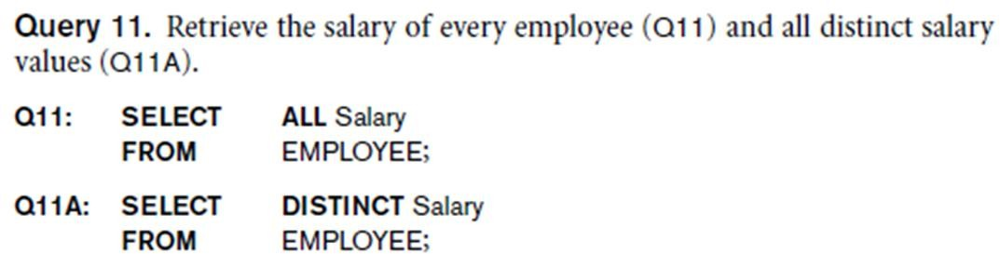 Query 11. Retrieve the salary of every employee (Q11) and all distinct salary
values (Q11A).
Q11: SELECT ALL Salary
FROM EMPLOYEE;
Q11A: SELECT DISTINCT Salary
FROM EMPLOYEE;